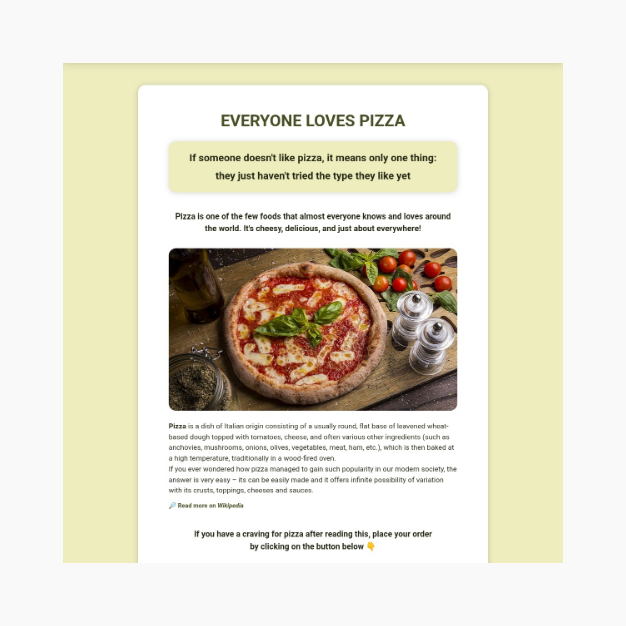 EVERYONE LOVES PIZZA
If someone doesn't like pizza, it means only one thing:
they just haven't tried the type they like yet
Pizza is one of the few foods that almost everyone knows and loves around
the world. It's cheesy, delicious, and just about everywhere!
Pizza is a dish of Italian origin consisting of a usually round, flat base of leavened wheat-
based dough topped with tomatoes, cheese, and often various other ingredients (such as
anchovies, mushrooms, onions, olives, vegetables, meat, ham, etc.), which is then baked at
a high temperature, traditionally in a wood-fired oven.
If you ever wondered how pizza managed to gain such popularity in our modern society, the
answer is very easy – its can be easily made and it offers infinite possibility of variation
with its crusts, toppings, cheeses and sauces.
🔎 Read more on Wikipedia
If you have a craving for pizza after reading this, place your order
by clicking on the button below 👇